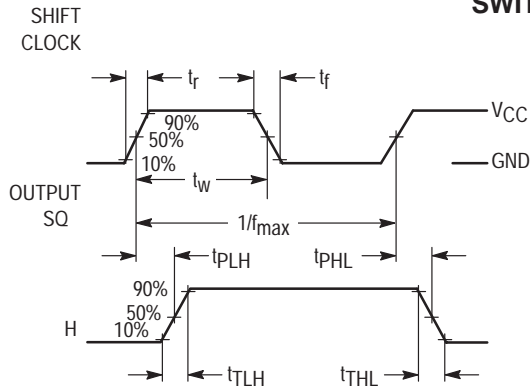 SWIT
SHIFT
CLOCK
tr
tf
90%
50%
10%
VCC
GND
tw
OUTPUT
SQ
1/fmax
tPLH
tPHL
90%
50%
10%
H
tTLH
tTHL